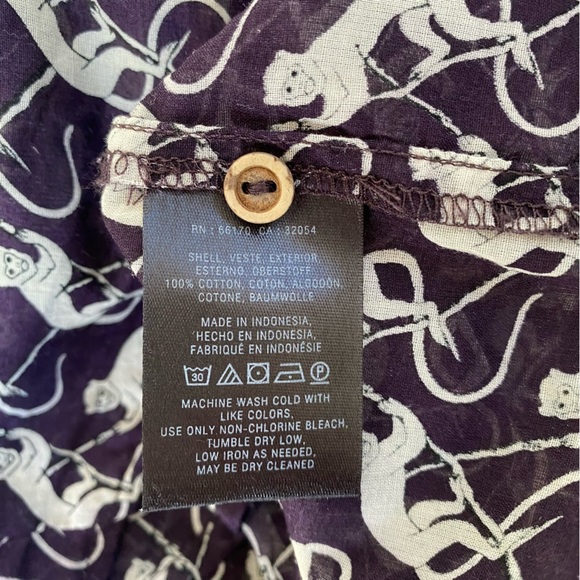 RN : 66170 CA : 32054
SHELL, VESTE, EXTERIOR,
ESTERNO, OBERSTOFF
100% COTTON, COTON, ALGODÓN,
COTONE, BAUMWOLLE
MADE IN INDONESIA,
HECHO EN INDONESIA,
FABRIQUÉ EN INDONÉSIE
30 P
MACHINE WASH COLD WITH
LIKE COLORS,
USE ONLY NON-CHLORINE BLEACH,
TUMBLE DRY LOW,
LOW IRON AS NEEDED,
MAY BE DRY CLEANED